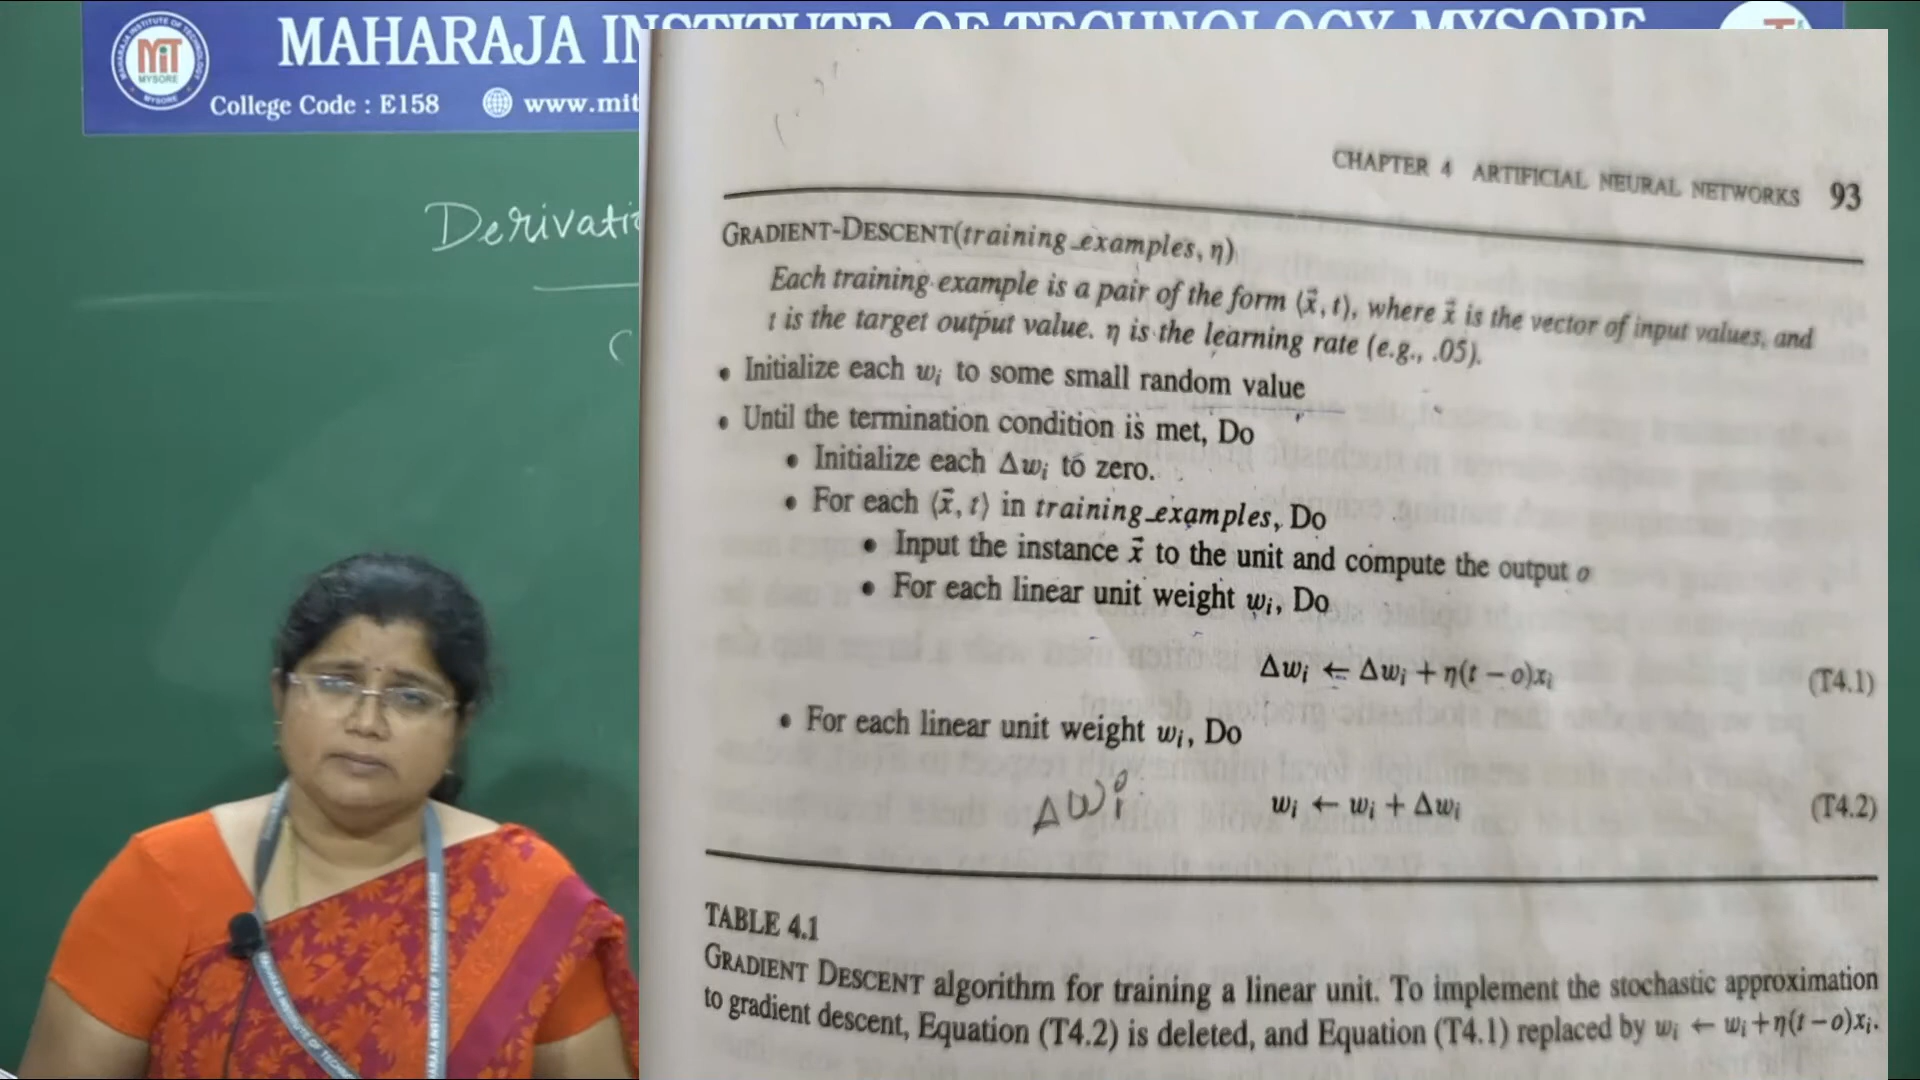 MAHARAJA INSTITUTE OF TECHNOLOGY MYSORE
MIT
MYSORE
College Code : E158
www.mit
Derivati
CHAPTER 4 ARTIFICIAL NEURAL NETWORKS 93
GRADIENT-DESCENT(training_examples, η)
Each training example is a pair of the form ⟨x⃗, t⟩, where x⃗ is the vector of input values, and
t is the target output value. η is the learning rate (e.g., .05).
• Initialize each wᵢ to some small random value
• Until the termination condition is met, Do
• Initialize each Δwᵢ to zero.
• For each ⟨x⃗, t⟩ in training_examples, Do
• Input the instance x⃗ to the unit and compute the output o
• For each linear unit weight wᵢ, Do
Δwᵢ ← Δwᵢ + η(t − o)xᵢ (T4.1)
• For each linear unit weight wᵢ, Do
Δwi
wᵢ ← wᵢ + Δwᵢ (T4.2)
TABLE 4.1
GRADIENT DESCENT algorithm for training a linear unit. To implement the stochastic approximation
to gradient descent, Equation (T4.2) is deleted, and Equation (T4.1) replaced by wᵢ ← wᵢ + η(t − o)xᵢ.